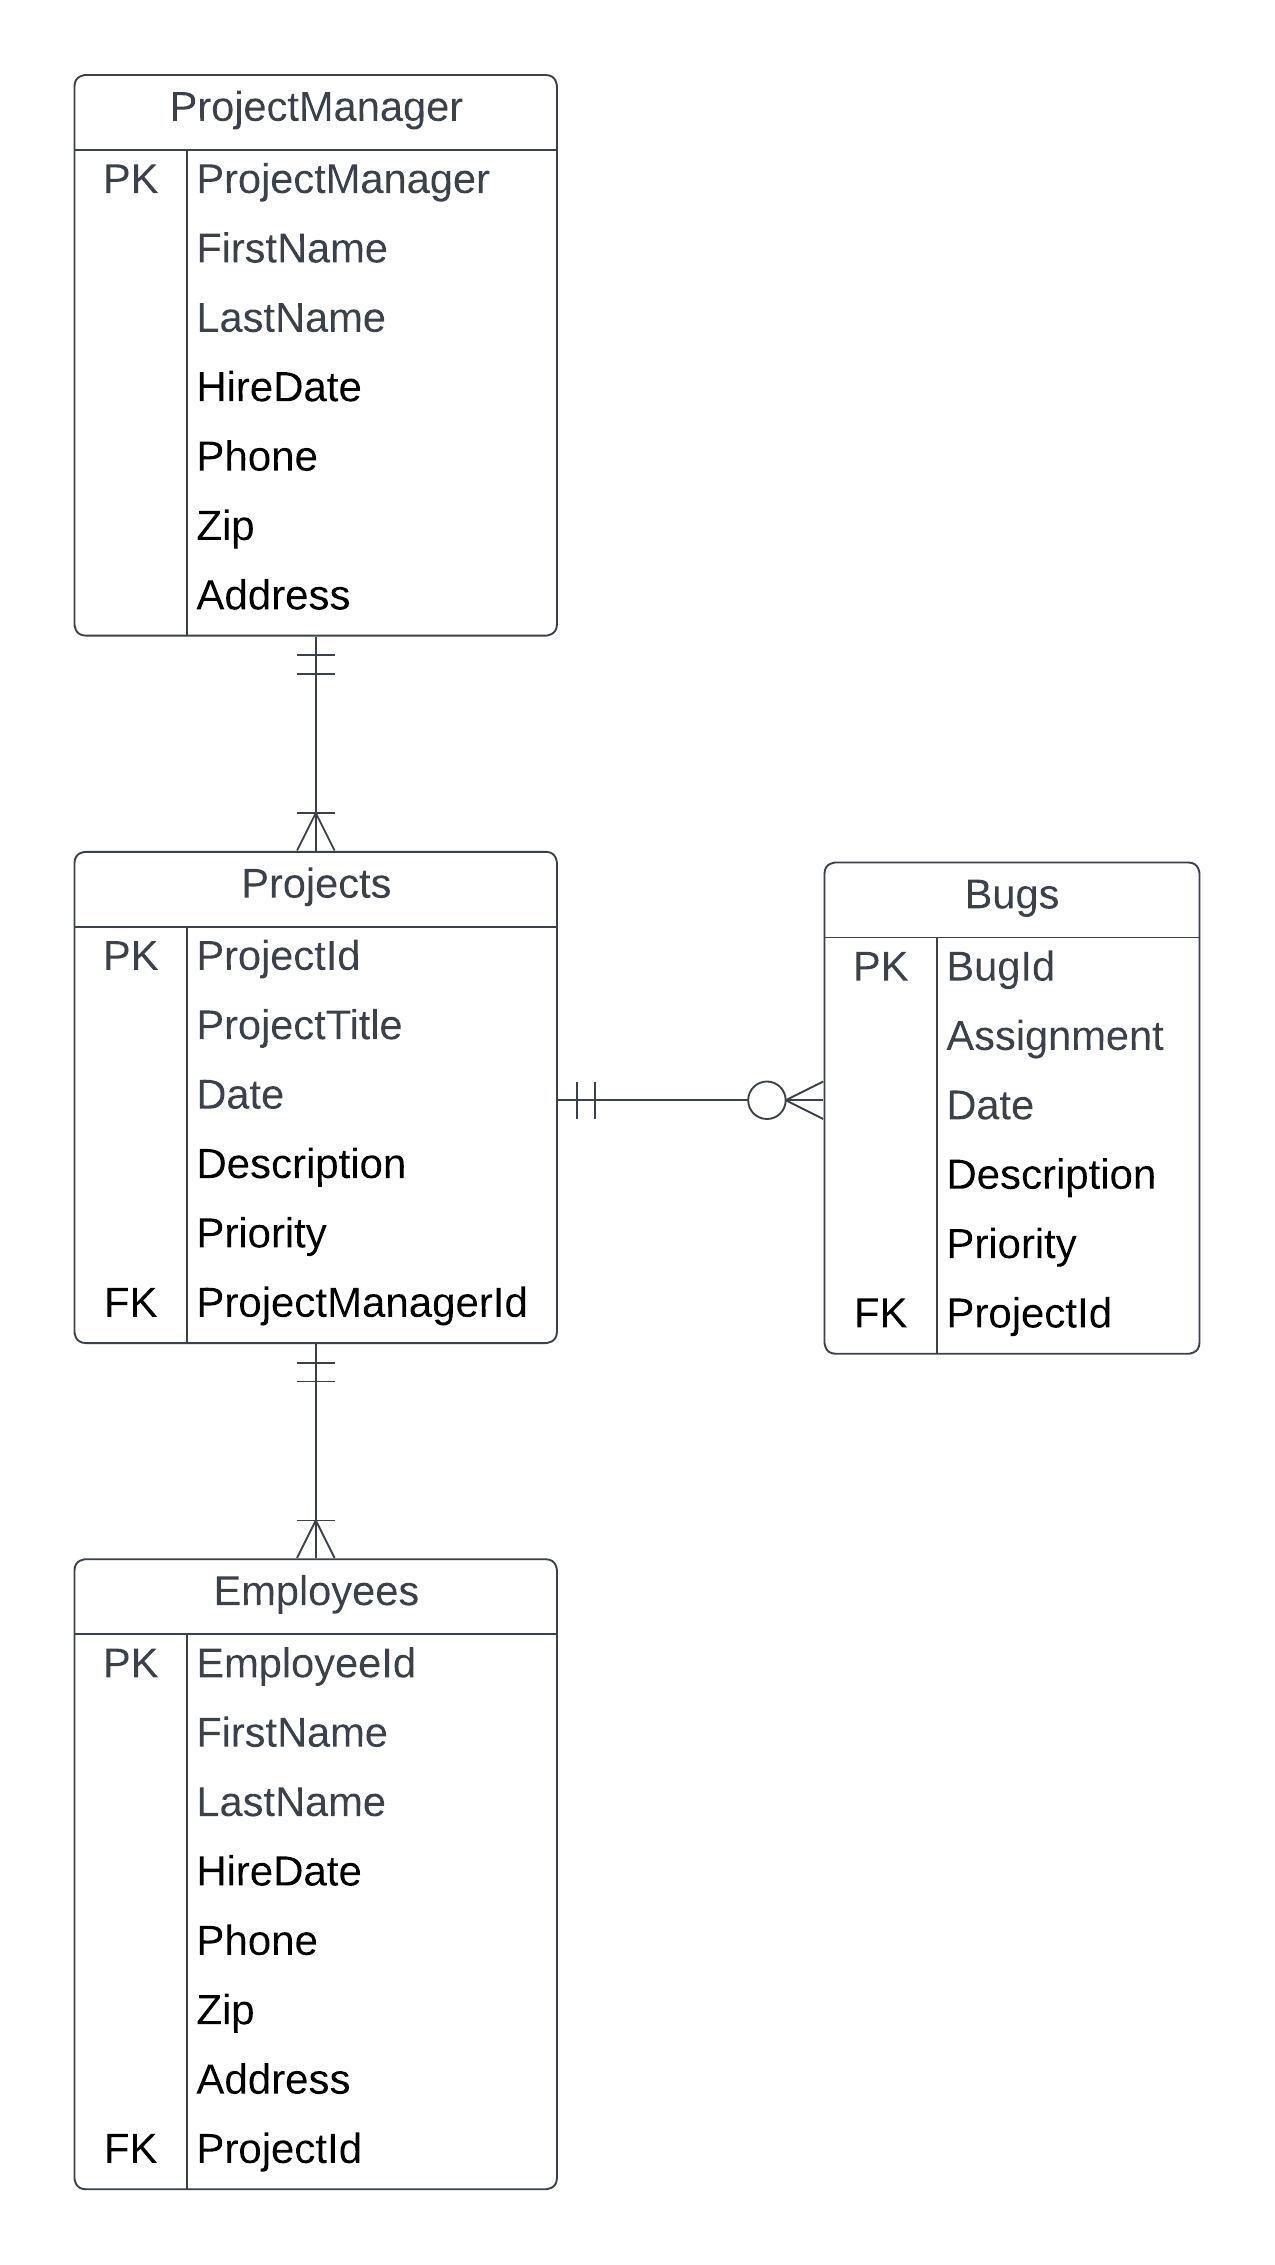 ProjectManager
PK ProjectManager
FirstName
LastName
HireDate
Phone
Zip
Address
Projects
PK ProjectId
ProjectTitle
Date
Description
Priority
FK ProjectManagerId
Bugs
PK BugId
Assignment
Date
Description
Priority
FK ProjectId
Employees
PK EmployeeId
FirstName
LastName
HireDate
Phone
Zip
Address
FK ProjectId